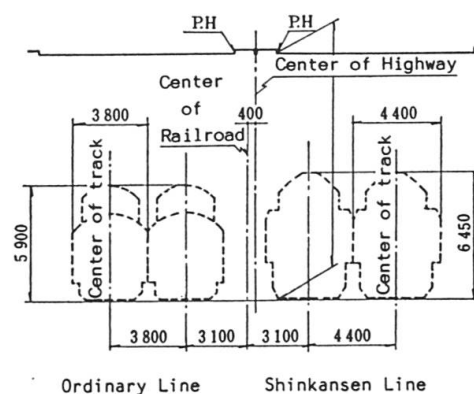 P.H
P.H
Center of Highway
Center
of
Railroad
400
3 800
4 400
Center of track
Center of track
5 900
6 450
3 800
3 100
3 100
4 400
Ordinary Line
Shinkansen Line